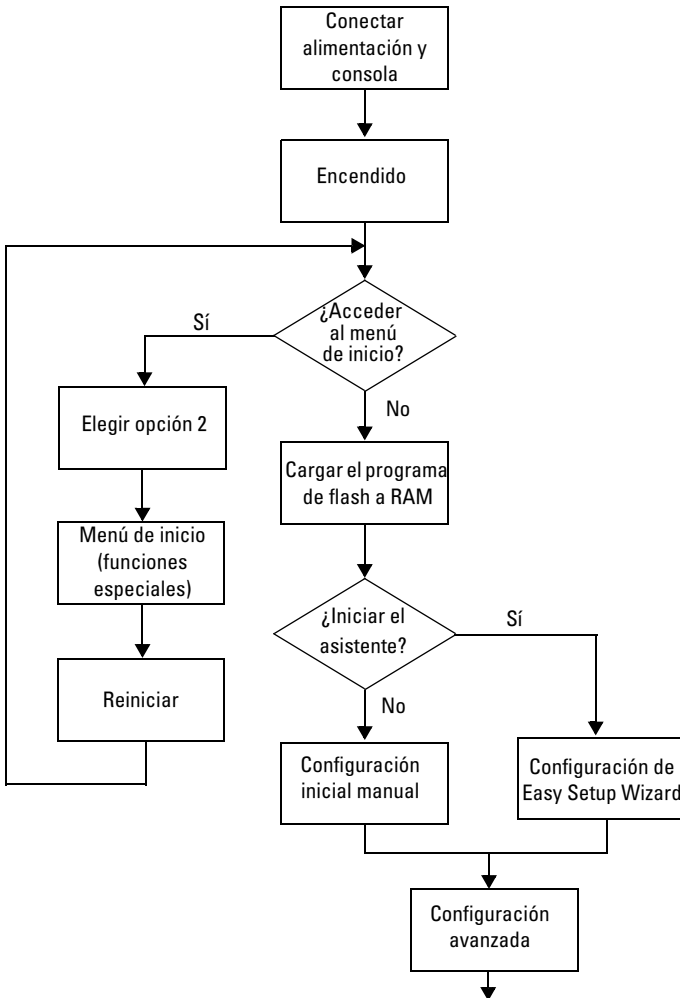 Conectar
alimentación y
consola
Encendido
¿Acceder
al menú
de inicio?
Sí
No
Elegir opción 2
Cargar el programa
de flash a RAM
Menú de inicio
(funciones
especiales)
¿Iniciar el
asistente?
Sí
No
Reiniciar
Configuración
inicial manual
Configuración de
Easy Setup Wizard
Configuración
avanzada